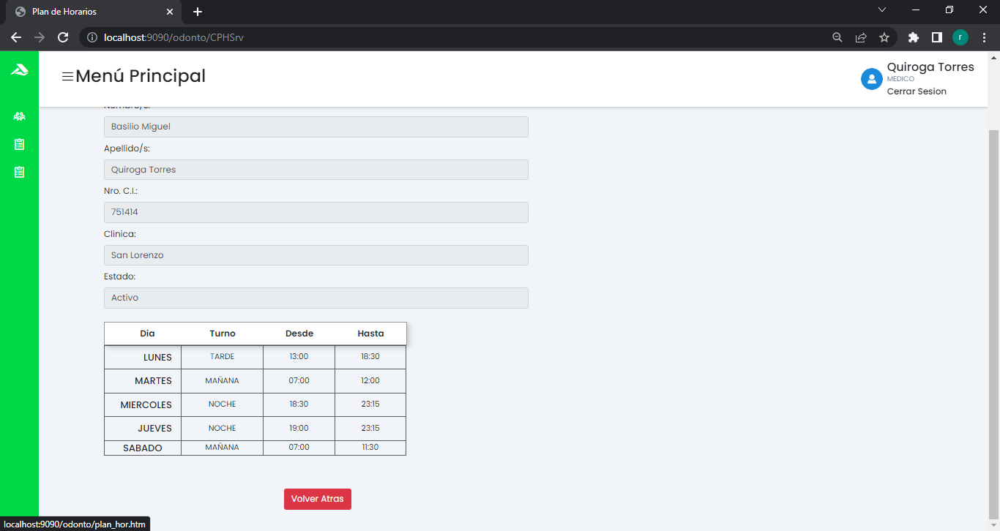 Plan de Horarios
localhost:9090/odonto/CPHSrv
r
Menú Principal
Quiroga Torres
MEDICO
Cerrar Sesion
Nombre/s:
Basilio Miguel
Apellido/s:
Quiroga Torres
Nro. C.I.:
751414
Clinica:
San Lorenzo
Estado:
Activo
Dia Turno Desde Hasta
LUNES TARDE 13:00 18:30
MARTES MAÑANA 07:00 12:00
MIERCOLES NOCHE 18:30 23:15
JUEVES NOCHE 19:00 23:15
SABADO MAÑANA 07:00 11:30
Volver Atras
localhost:9090/odonto/plan_hor.htm